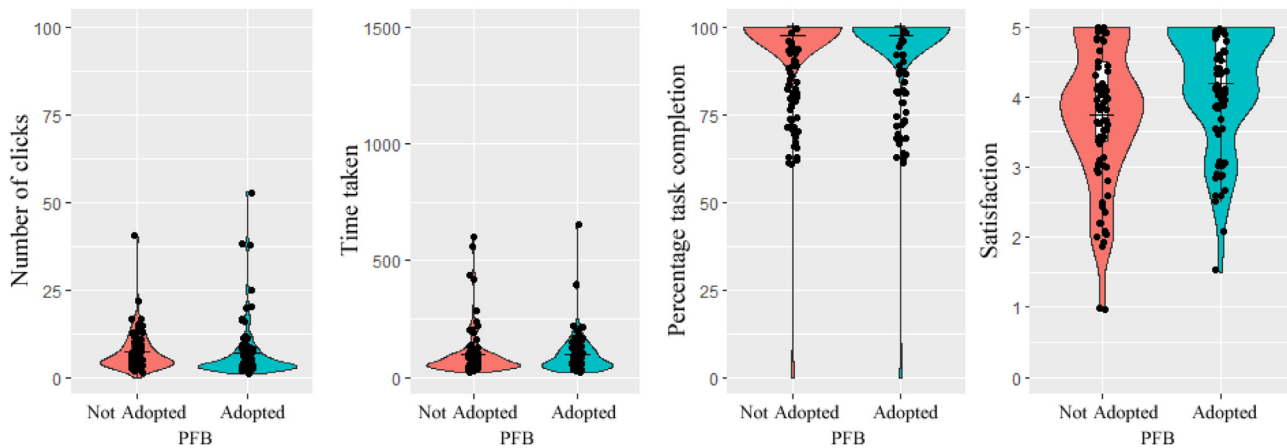 Number of clicks
100
75
50
25
0
Not Adopted Adopted
PFB
Time taken
1500
1000
500
0
Not Adopted Adopted
PFB
Percentage task completion
100
75
50
25
0
Not Adopted Adopted
PFB
Satisfaction
5
4
3
2
1
0
Not Adopted Adopted
PFB